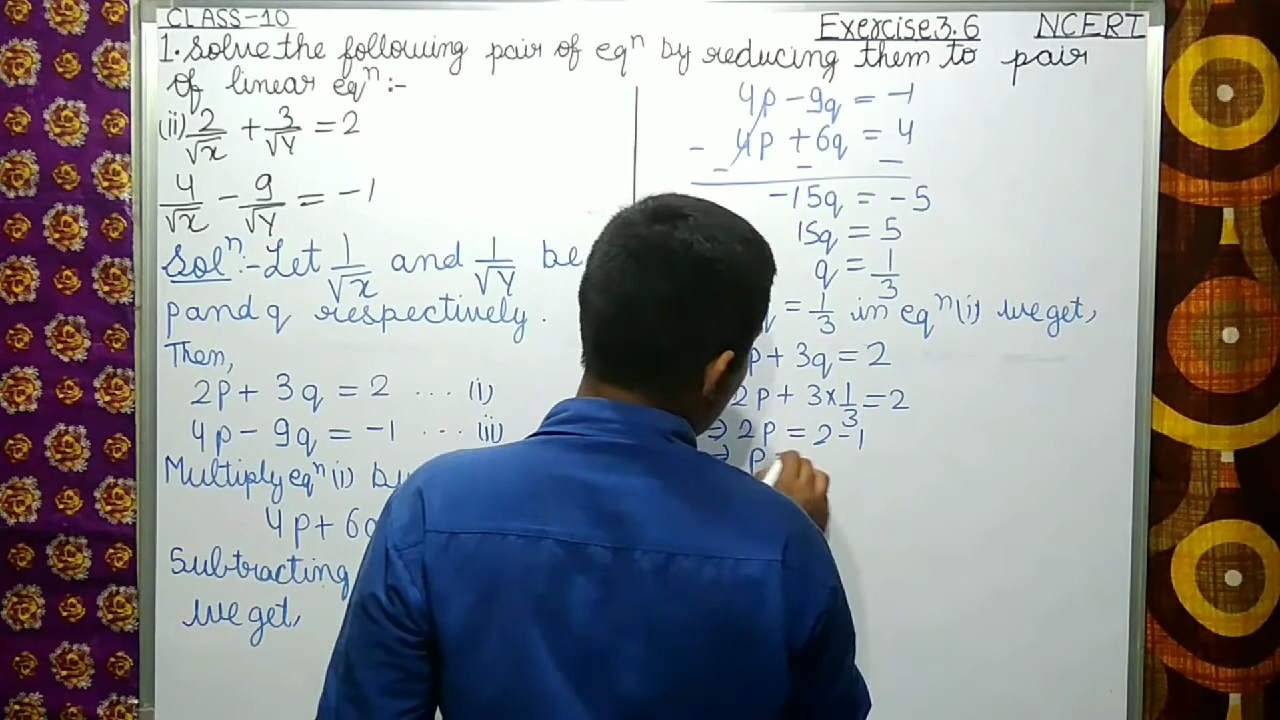 CLASS-10 Exercise 3.6 NCERT
1. Solve the following pair of eqⁿ by reducing them to pair
of linear eqⁿ:-
(ii) 2/√x + 3/√y = 2
4/√x - 9/√y = -1
Solⁿ:- Let 1/√x and 1/√y be
p and q respectively.
Then,
2p + 3q = 2 ... (i)
4p - 9q = -1 ... (ii)
Multiply eqⁿ (i) by
4p + 6q
Subtracting
we get,
4p - 9q = -1
- 4p + 6q = 4
- - -
-15q = -5
15q = 5
q = 1/3
q = 1/3 in eqⁿ (i) we get,
p + 3q = 2
2p + 3 × 1/3 = 2
⇒ 2p = 2 - 1
⇒ p